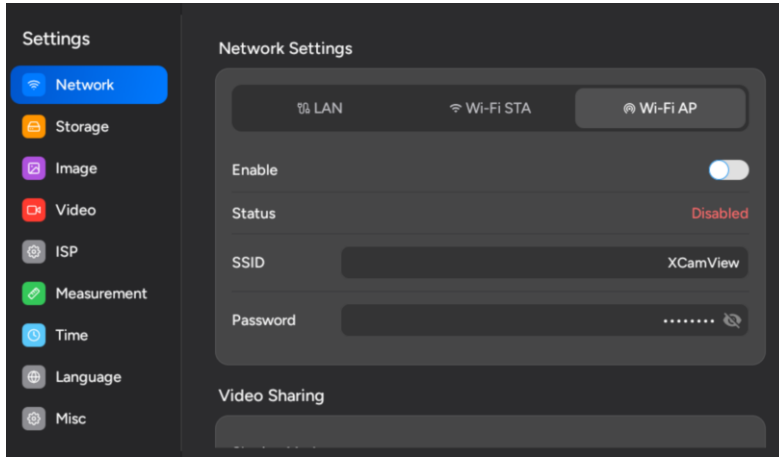 Settings
Network
Storage
Image
Video
ISP
Measurement
Time
Language
Misc
Network Settings
LAN
Wi-Fi STA
Wi-Fi AP
Enable
Status Disabled
SSID XCamView
Password ••••••••
Video Sharing